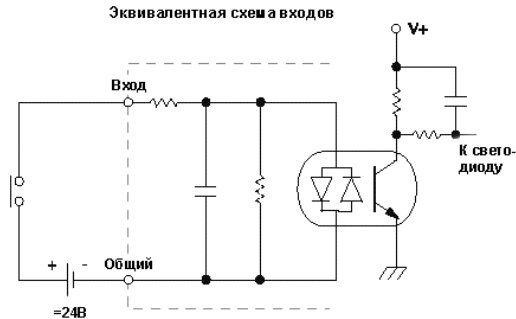 Эквивалентная схема входов
V+
Вход
К свето-
диоду
+ -
Общий
=24В